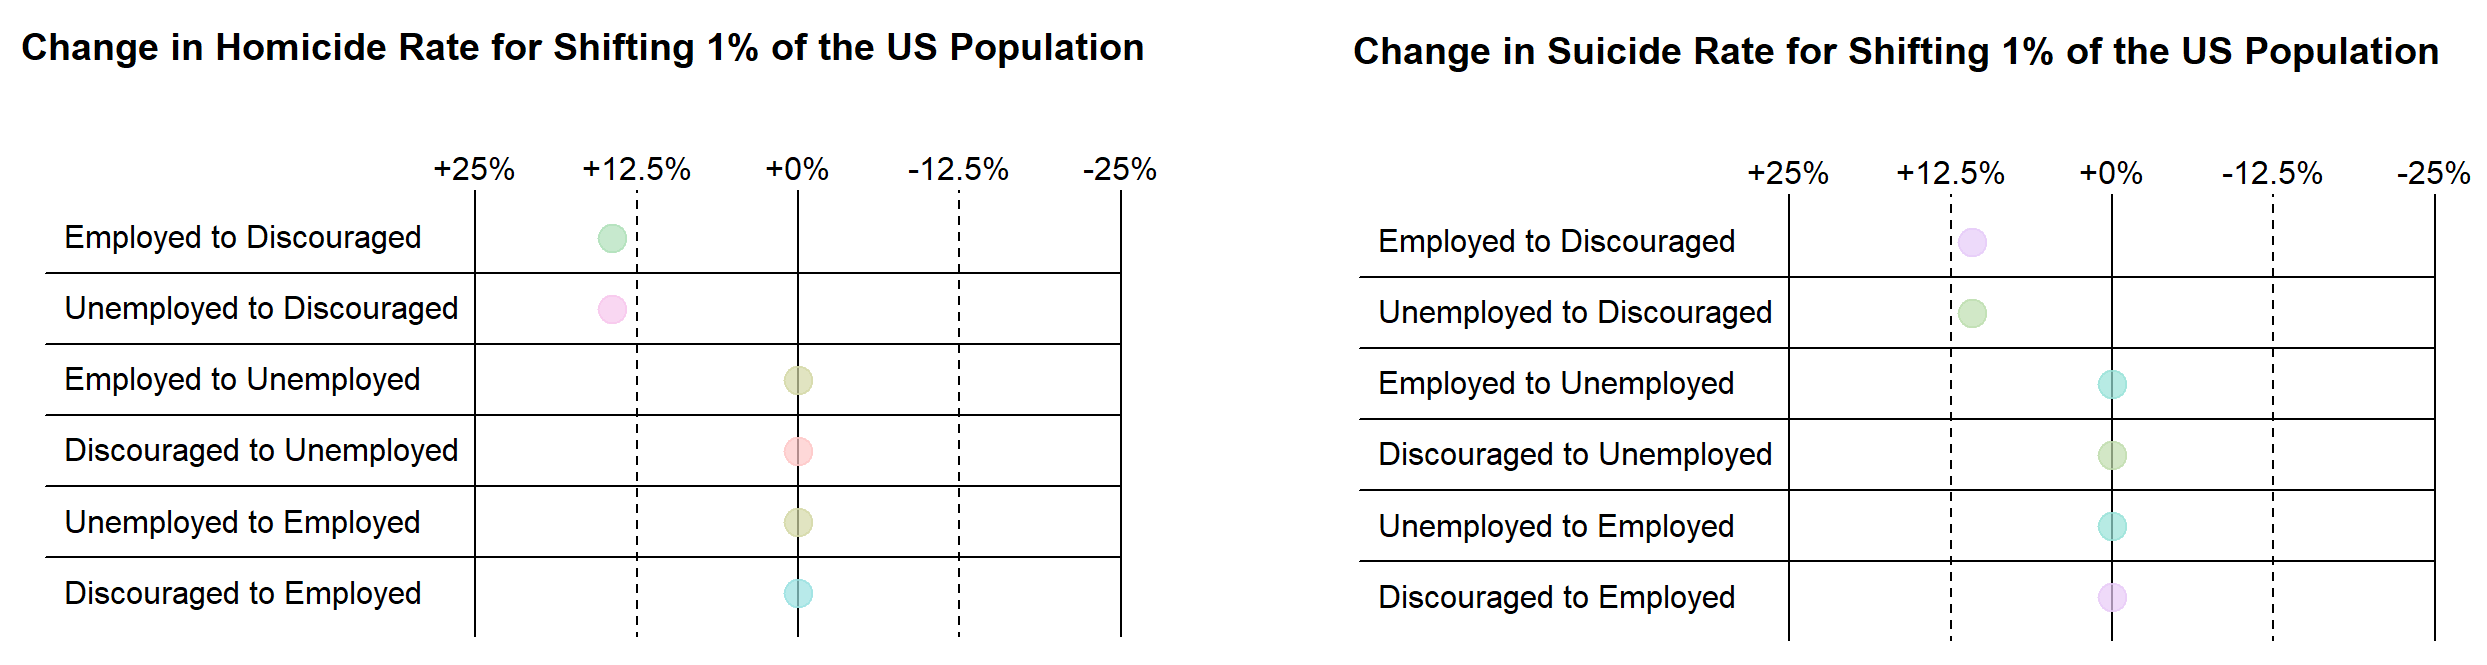 Change in Homicide Rate for Shifting 1% of the US Population
+25% +12.5% +0% -12.5% -25%
Employed to Discouraged
Unemployed to Discouraged
Employed to Unemployed
Discouraged to Unemployed
Unemployed to Employed
Discouraged to Employed
Change in Suicide Rate for Shifting 1% of the US Population
+25% +12.5% +0% -12.5% -25%
Employed to Discouraged
Unemployed to Discouraged
Employed to Unemployed
Discouraged to Unemployed
Unemployed to Employed
Discouraged to Employed